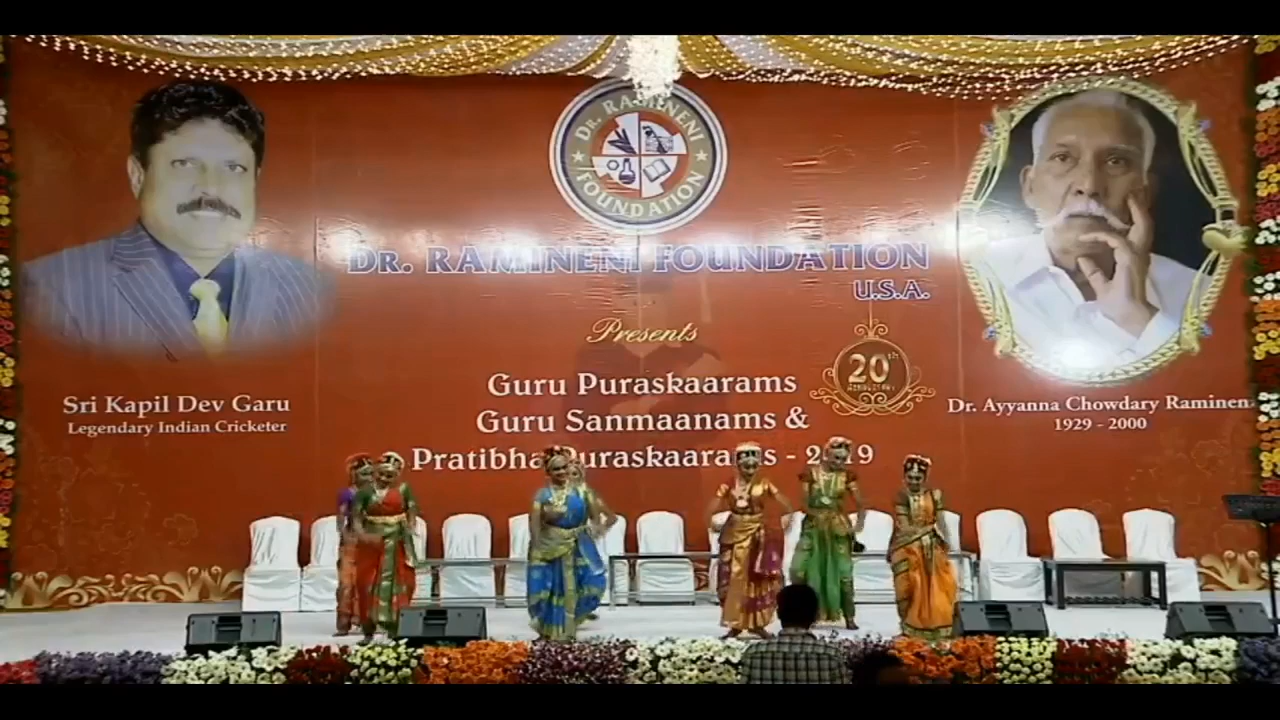 DR. RAMINENI
FOUNDATION
DR. RAMINENI FOUNDATION
U.S.A.
Presents
20th
Guru Puraskaarams
Guru Sanmaanams &
Pratibha Puraskaarams - 2019
Sri Kapil Dev Garu
Legendary Indian Cricketer
Dr. Ayyanna Chowdary Ramineni
1929 - 2000